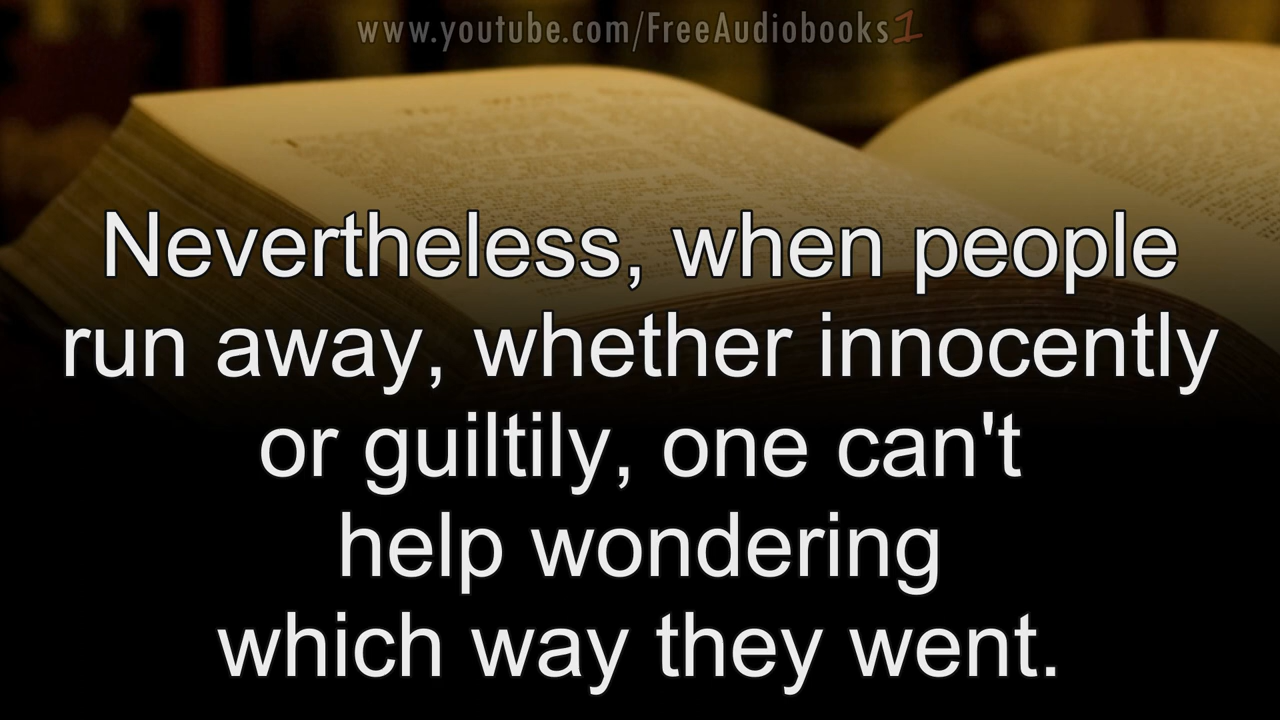 www.youtube.com/FreeAudiobooks1
Nevertheless, when people
run away, whether innocently
or guiltily, one can't
help wondering
which way they went.